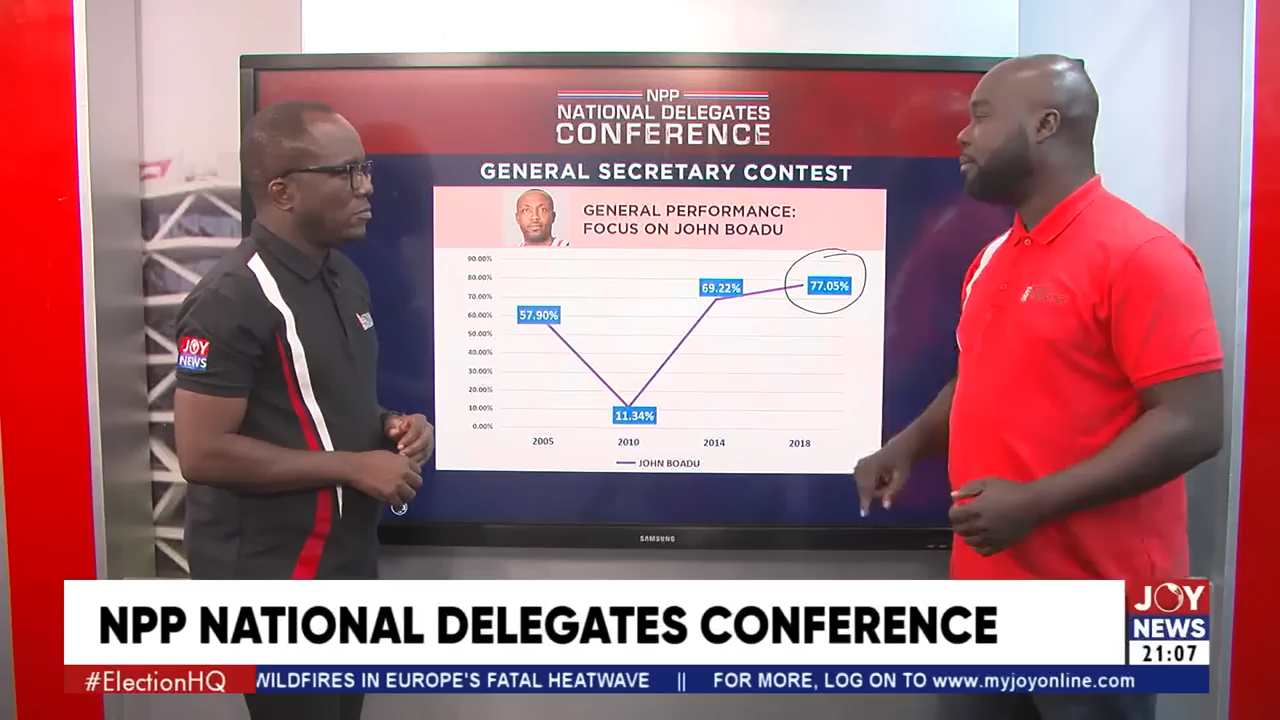 NPP
NATIONAL DELEGATES
CONFERENCE
GENERAL SECRETARY CONTEST
GENERAL PERFORMANCE:
FOCUS ON JOHN BOADU
90.00%
80.00%
70.00%
60.00%
50.00%
40.00%
30.00%
20.00%
10.00%
0.00%
57.90%
11.34%
69.22%
77.05%
2005
2010
2014
2018
JOHN BOADU
SAMSUNG
JOY
NEWS
NPP NATIONAL DELEGATES CONFERENCE
JOY
NEWS
21:07
#ElectionHQ
WILDFIRES IN EUROPE'S FATAL HEATWAVE || FOR MORE, LOG ON TO www.myjoyonline.com